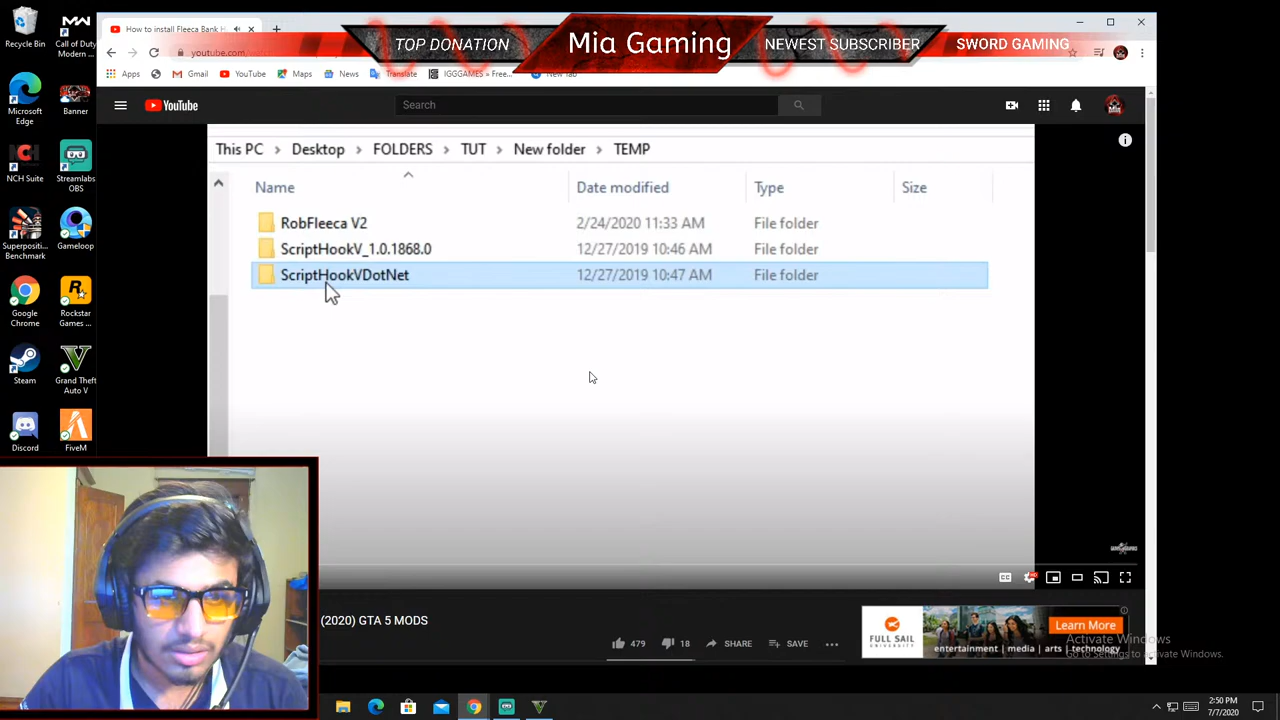 Recycle Bin
Call of Duty Modern ...
Microsoft Edge
Banner
NCH Suite
Streamlabs OBS
Superpositi... Benchmark
Gameloop
Google Chrome
Rockstar Games ...
Steam
Grand Theft Auto V
Discord
FiveM
How to install Fleeca Bank H
TOP DONATION
Mia Gaming
NEWEST SUBSCRIBER
SWORD GAMING
youtube.com/
Apps
Gmail
YouTube
Maps
News
Translate
IGGGAMES » Free...
New Tab
YouTube
Search
This PC > Desktop > FOLDERS > TUT > New folder > TEMP
Name Date modified Type Size
RobFleeca V2 2/24/2020 11:33 AM File folder
ScriptHookV_1.0.1868.0 12/27/2019 10:46 AM File folder
ScriptHookVDotNet 12/27/2019 10:47 AM File folder
CC
(2020) GTA 5 MODS
479 18 SHARE SAVE
FULL SAIL
UNIVERSITY
Learn More
entertainment | media | arts | technology
Activate Windows
Go to Settings to activate Windows.
2:50 PM
7/7/2020